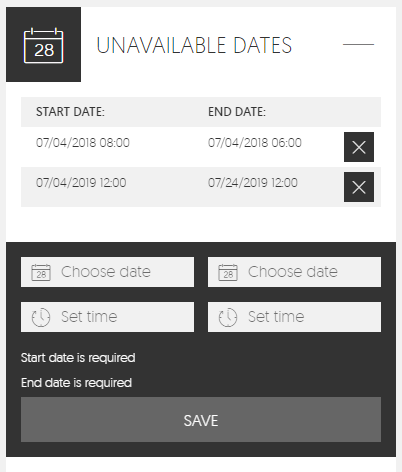 28 UNAVAILABLE DATES
START DATE: END DATE:
07/04/2018 08:00 07/04/2018 06:00
07/04/2019 12:00 07/24/2019 12:00
28 Choose date 28 Choose date
Set time Set time
Start date is required
End date is required
SAVE